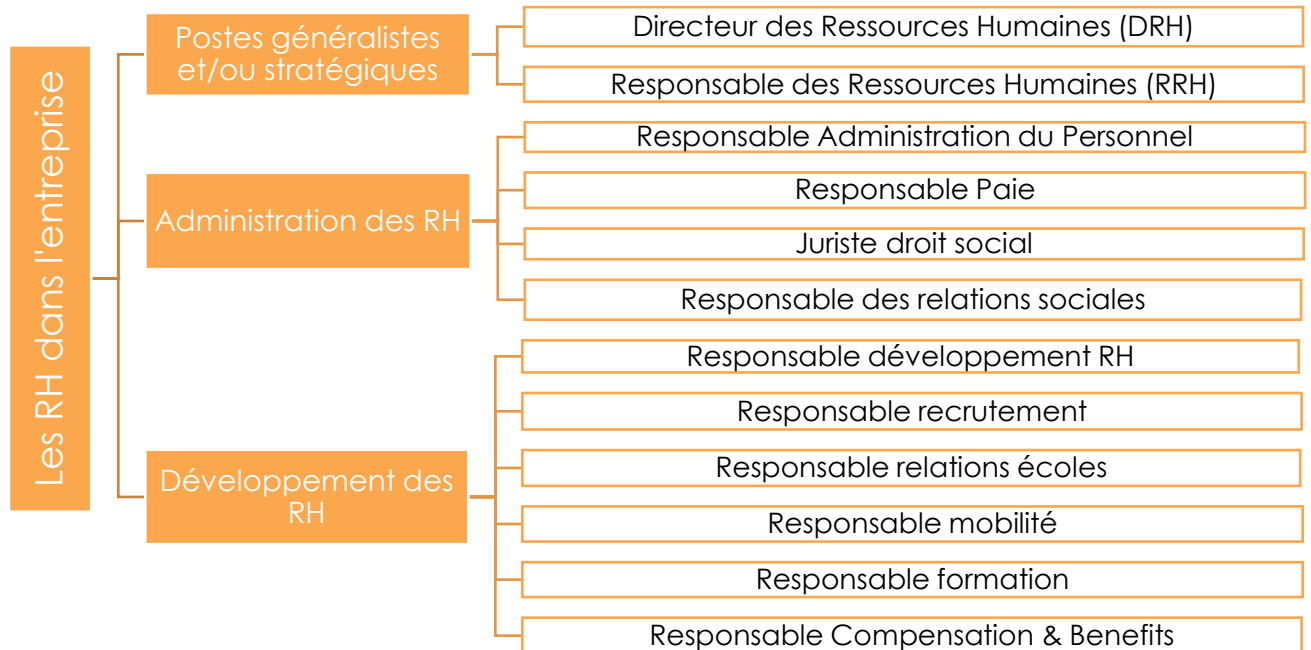 Les RH dans l'entreprise
Postes généralistes
et/ou stratégiques
Directeur des Ressources Humaines (DRH)
Responsable des Ressources Humaines (RRH)
Administration des RH
Responsable Administration du Personnel
Responsable Paie
Juriste droit social
Responsable des relations sociales
Développement des
RH
Responsable développement RH
Responsable recrutement
Responsable relations écoles
Responsable mobilité
Responsable formation
Responsable Compensation & Benefits